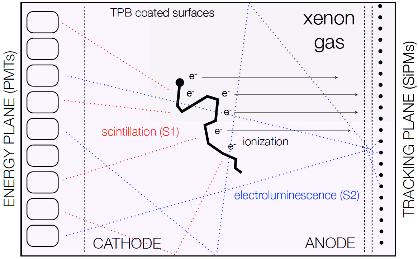 ENERGY PLANE (PMTs)
TPB coated surfaces
xenon
gas
e-
e-
e-
e-
e-
scintillation (S1)
ionization
electroluminescence (S2)
CATHODE
ANODE
TRACKING PLANE (SiPMs)